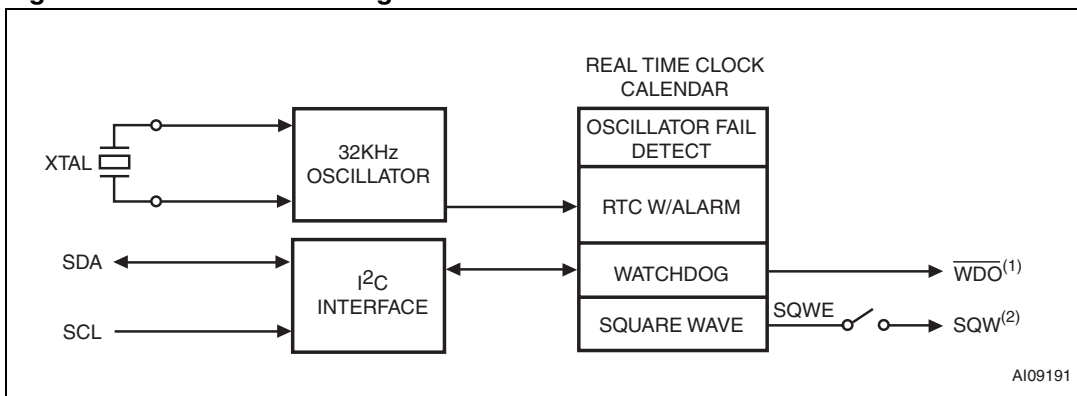 REAL TIME CLOCK
CALENDAR
OSCILLATOR FAIL
DETECT
32KHz
OSCILLATOR
XTAL
RTC W/ALARM
SDA
I2C
INTERFACE
WATCHDOG
WDO(1)
SCL
SQUARE WAVE
SQWE
SQW(2)
AI09191